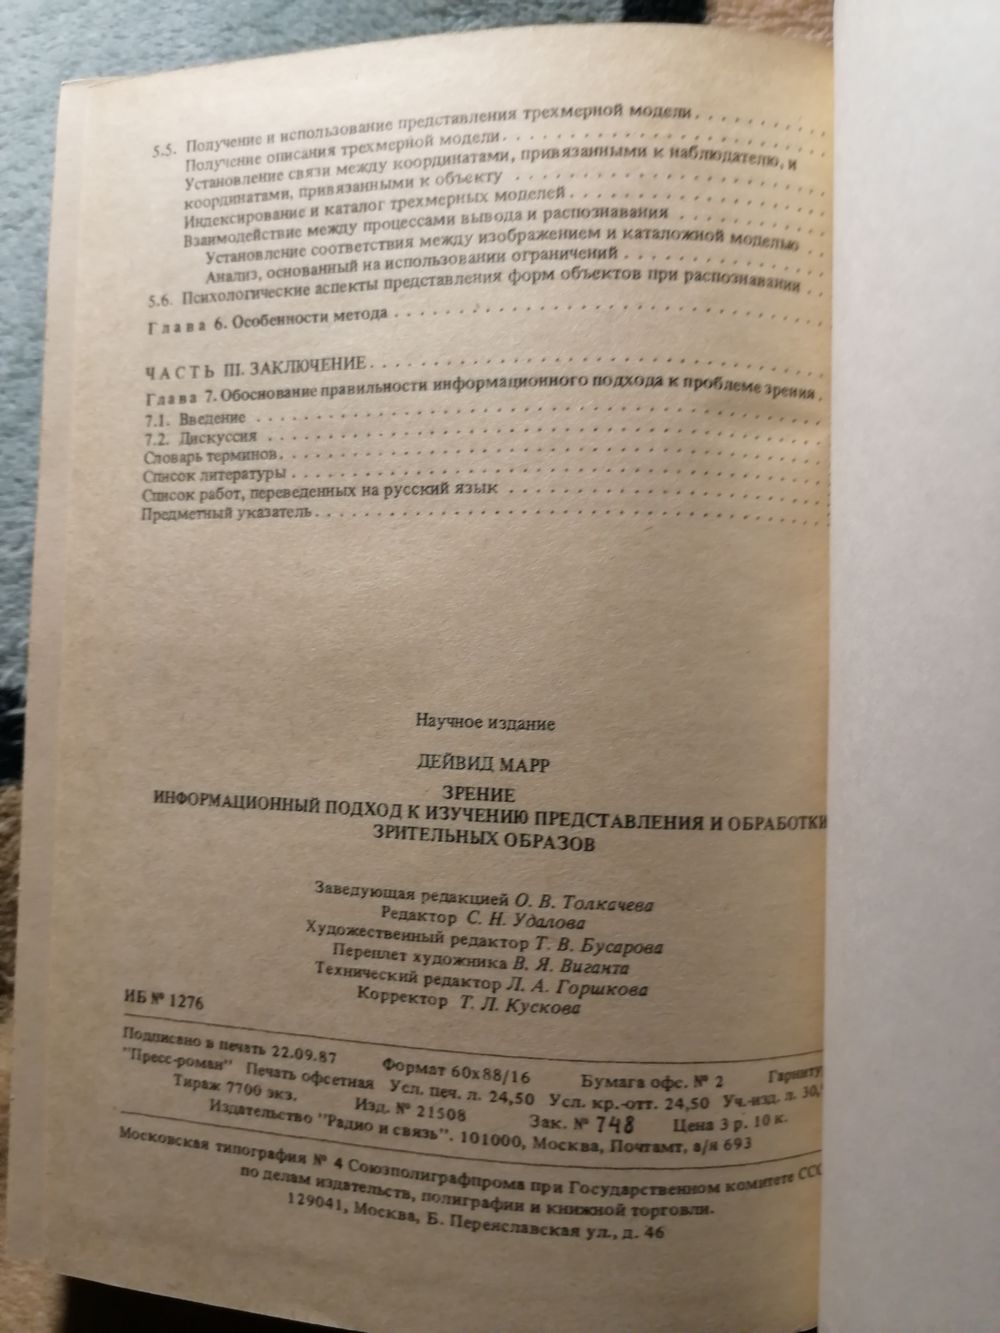 5.5. Получение и использование представления трехмерной модели
Получение описания трехмерной модели
Установление связи между координатами, привязанными к наблюдателю, и
координатами, привязанными к объекту
Индексирование и каталог трехмерных моделей
Взаимодействие между процессами вывода и распознавания
Установление соответствия между изображением и каталожной моделью
Анализ, основанный на использовании ограничений
5.6. Психологические аспекты представления форм объектов при распознавании
Глава 6. Особенности метода
ЧАСТЬ III. ЗАКЛЮЧЕНИЕ
Глава 7. Обоснование правильности информационного подхода к проблеме зрения
7.1. Введение
7.2. Дискуссия
Словарь терминов
Список литературы
Список работ, переведенных на русский язык
Предметный указатель
Научное издание
ДЕЙВИД МАРР
ЗРЕНИЕ
ИНФОРМАЦИОННЫЙ ПОДХОД К ИЗУЧЕНИЮ ПРЕДСТАВЛЕНИЯ И ОБРАБОТКИ
ЗРИТЕЛЬНЫХ ОБРАЗОВ
Заведующая редакцией О. В. Толкачева
Редактор С. Н. Удалова
Художественный редактор Т. В. Бусарова
Переплет художника В. Я. Виганта
Технический редактор Л. А. Горшкова
Корректор Т. Л. Кускова
ИБ № 1276
Подписано в печать 22.09.87 Формат 60х88/16 Бумага офс. № 2 Гарниту
"Пресс-роман" Печать офсетная Усл. печ. л. 24,50 Усл. кр.-отт. 24,50 Уч.-изд. л. 30,
Тираж 7700 экз. Изд. № 21508 Зак. № 748 Цена 3 р. 10 к.
Издательство "Радио и связь". 101000, Москва, Почтамт, а/я 693
Московская типография № 4 Союзполиграфпрома при Государственном комитете ССС
по делам издательств, полиграфии и книжной торговли.
129041, Москва, Б. Переяславская ул., д. 46